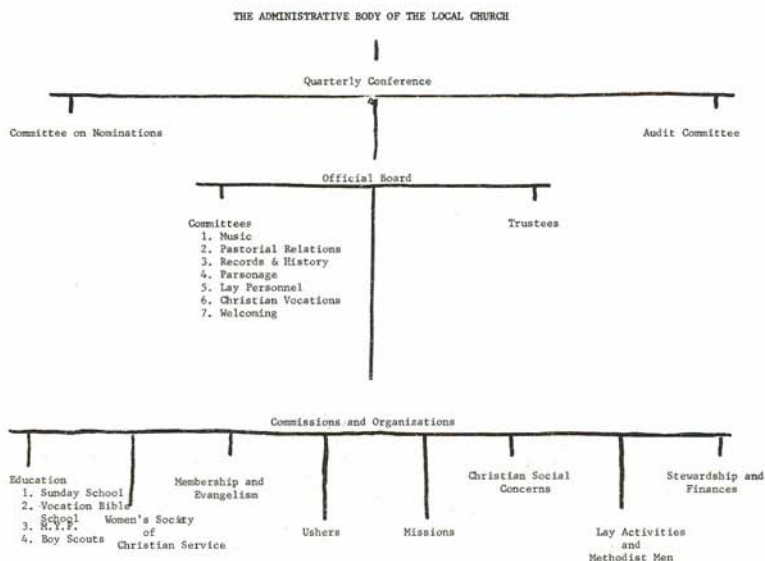 THE ADMINISTRATIVE BODY OF THE LOCAL CHURCH
Quarterly Conference
Committee on Nominations
Audit Committee
Official Board
Committees
1. Music
2. Pastorial Relations
3. Records & History
4. Parsonage
5. Lay Personnel
6. Christian Vocations
7. Welcoming
Trustees
Commissions and Organizations
Education
1. Sunday School
2. Vocation Bible
School
3. M.Y.F.
4. Boy Scouts
Women's Society
of
Christian Service
Membership and
Evangelism
Ushers
Missions
Christian Social
Concerns
Lay Activities
and
Methodist Men
Stewardship and
Finances